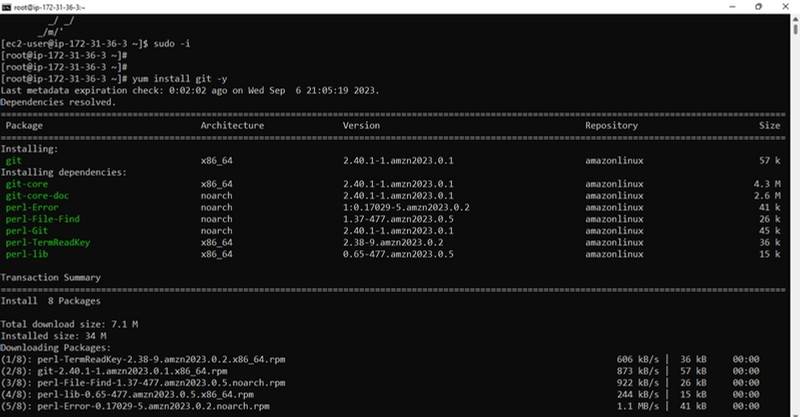 root@ip-172-31-36-3:~
_/ _/
_/m/'
[ec2-user@ip-172-31-36-3 ~]$ sudo -i
[root@ip-172-31-36-3 ~]#
[root@ip-172-31-36-3 ~]#
[root@ip-172-31-36-3 ~]# yum install git -y
Last metadata expiration check: 0:02:02 ago on Wed Sep  6 21:05:19 2023.
Dependencies resolved.
Package Architecture Version Repository Size
Installing:
git x86_64 2.40.1-1.amzn2023.0.1 amazonlinux 57 k
Installing dependencies:
git-core x86_64 2.40.1-1.amzn2023.0.1 amazonlinux 4.3 M
git-core-doc noarch 2.40.1-1.amzn2023.0.1 amazonlinux 2.6 M
perl-Error noarch 1:0.17029-5.amzn2023.0.2 amazonlinux 41 k
perl-File-Find noarch 1.37-477.amzn2023.0.5 amazonlinux 26 k
perl-Git noarch 2.40.1-1.amzn2023.0.1 amazonlinux 45 k
perl-TermReadKey x86_64 2.38-9.amzn2023.0.2 amazonlinux 36 k
perl-lib x86_64 0.65-477.amzn2023.0.5 amazonlinux 15 k
Transaction Summary
Install  8 Packages
Total download size: 7.1 M
Installed size: 34 M
Downloading Packages:
(1/8): perl-TermReadKey-2.38-9.amzn2023.0.2.x86_64.rpm 606 kB/s | 36 kB 00:00
(2/8): git-2.40.1-1.amzn2023.0.1.x86_64.rpm 873 kB/s | 57 kB 00:00
(3/8): perl-File-Find-1.37-477.amzn2023.0.5.noarch.rpm 922 kB/s | 26 kB 00:00
(4/8): perl-lib-0.65-477.amzn2023.0.5.x86_64.rpm 244 kB/s | 15 kB 00:00
(5/8): perl-Error-0.17029-5.amzn2023.0.2.noarch.rpm 1.1 MB/s | 41 kB 00:00